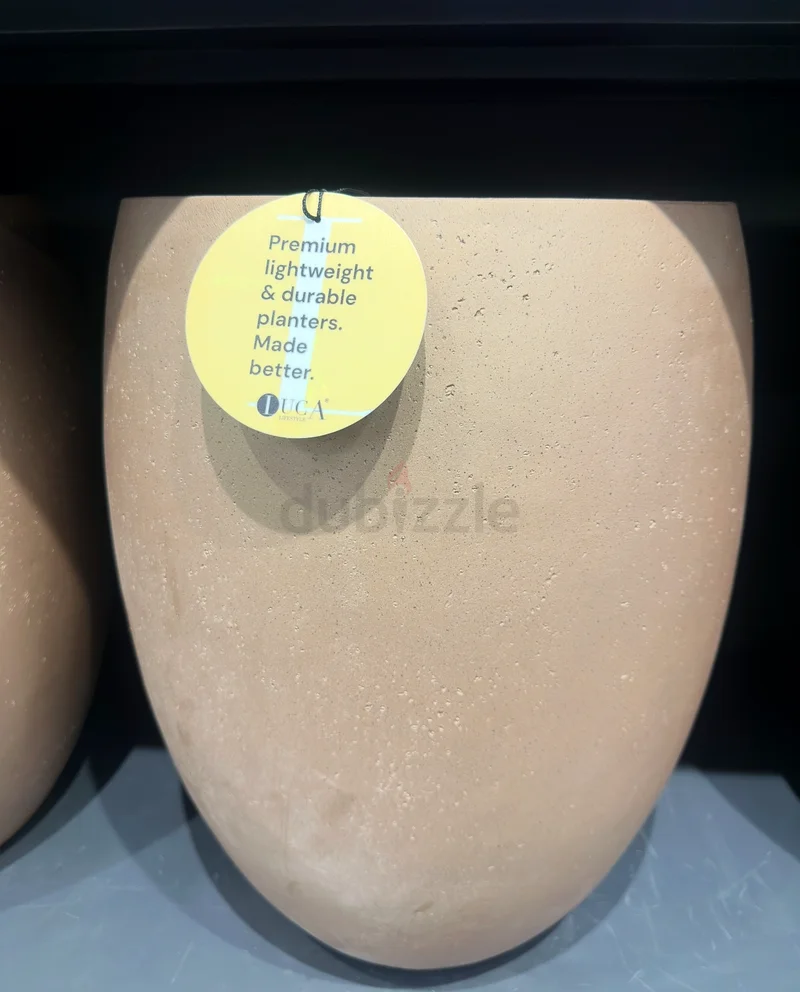 Premium
lightweight
& durable
planters.
Made
better.
LUCA
dubizzle